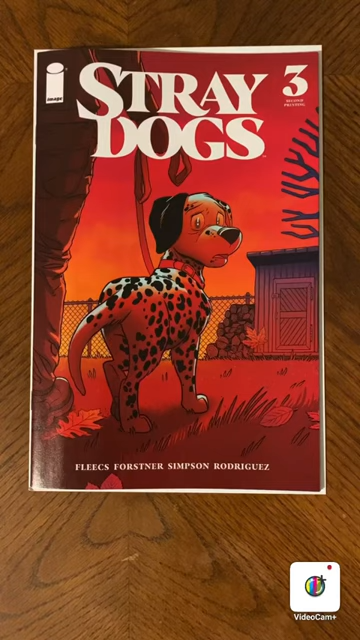 image
STRAY
DOGS
3
SECOND
PRINTING
FLEECS FORSTNER SIMPSON RODRIGUEZ
VideoCam+